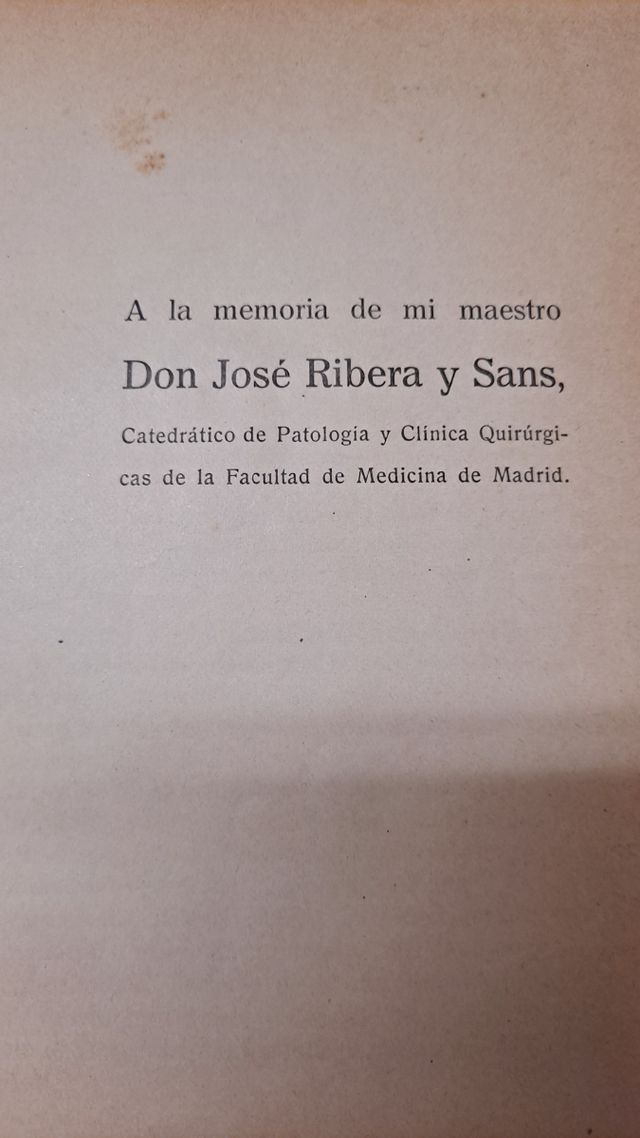 A la memoria de mi maestro
Don José Ribera y Sans,
Catedrático de Patología y Clínica Quirúrgi-
cas de la Facultad de Medicina de Madrid.